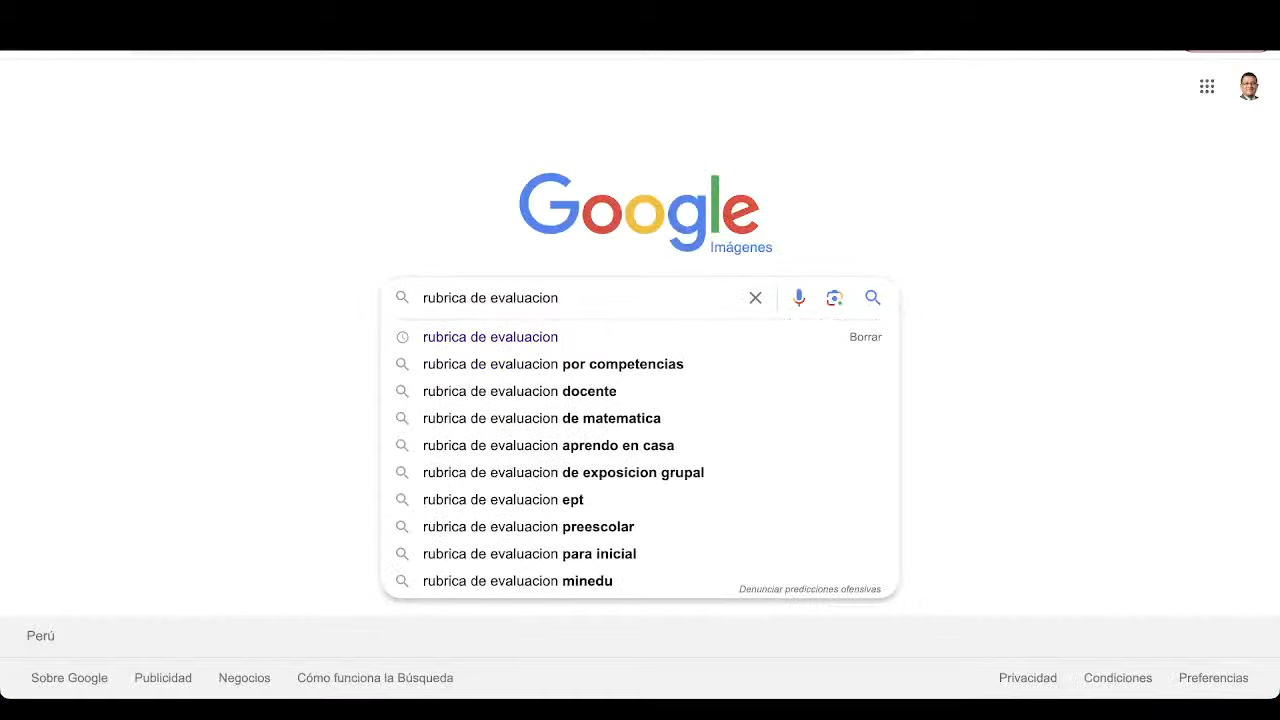 Google
Imágenes
rubrica de evaluacion
rubrica de evaluacion Borrar
rubrica de evaluacion por competencias
rubrica de evaluacion docente
rubrica de evaluacion de matematica
rubrica de evaluacion aprendo en casa
rubrica de evaluacion de exposicion grupal
rubrica de evaluacion ept
rubrica de evaluacion preescolar
rubrica de evaluacion para inicial
rubrica de evaluacion minedu
Denunciar predicciones ofensivas
Perú
Sobre Google Publicidad Negocios Cómo funciona la Búsqueda Privacidad Condiciones Preferencias